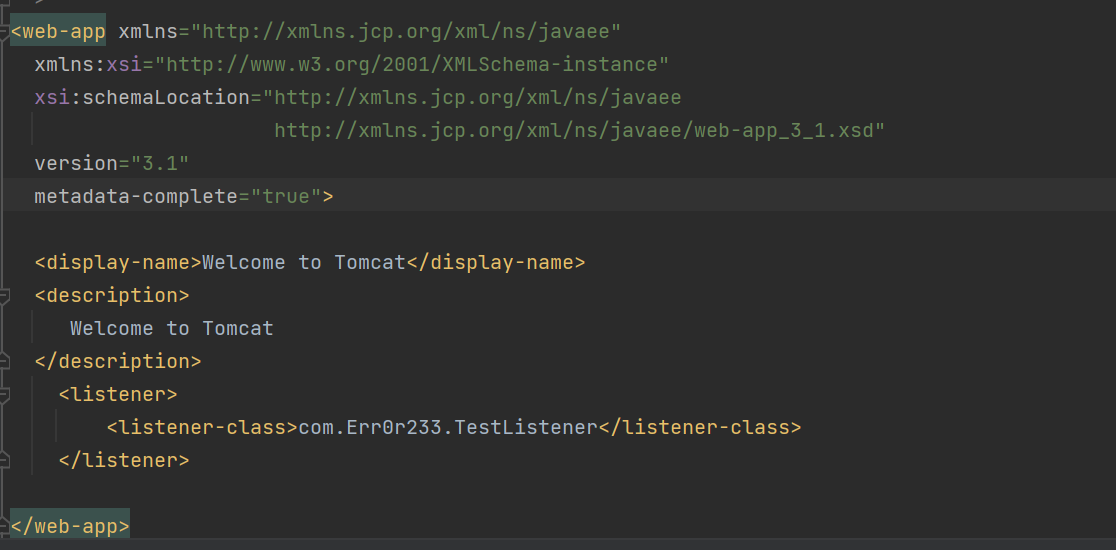 >
<web-app xmlns="http://xmlns.jcp.org/xml/ns/javaee"
xmlns:xsi="http://www.w3.org/2001/XMLSchema-instance"
xsi:schemaLocation="http://xmlns.jcp.org/xml/ns/javaee
http://xmlns.jcp.org/xml/ns/javaee/web-app_3_1.xsd"
version="3.1"
metadata-complete="true">
<display-name>Welcome to Tomcat</display-name>
<description>
Welcome to Tomcat
</description>
<listener>
<listener-class>com.Err0r233.TestListener</listener-class>
</listener>
</web-app>